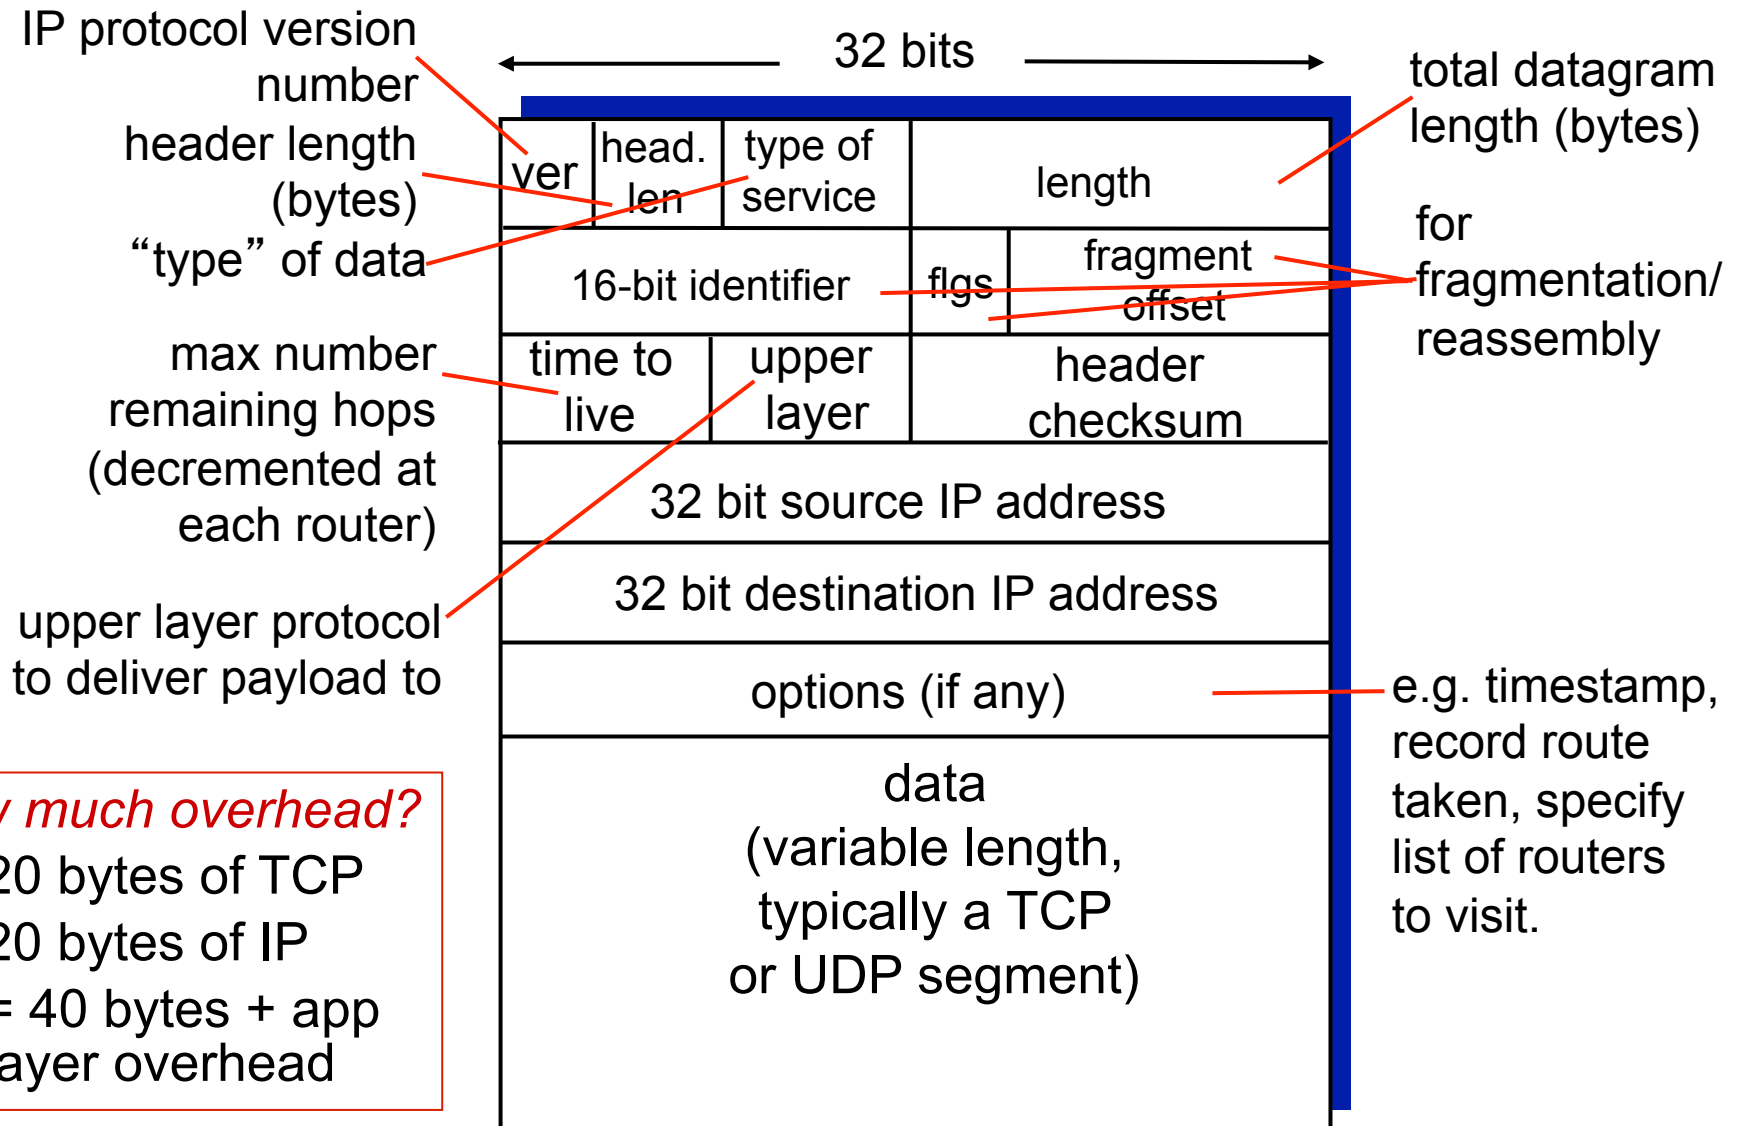 IP protocol version
number
header length
(bytes)
“type” of data
max number
remaining hops
(decremented at
each router)
upper layer protocol
to deliver payload to
much overhead?
20 bytes of TCP
20 bytes of IP
= 40 bytes + app
ayer overhead
32 bits
ver
head.
len
type of
service
length
16-bit identifier
flgs
fragment
offset
time to
live
upper
layer
header
checksum
32 bit source IP address
32 bit destination IP address
options (if any)
data
(variable length,
typically a TCP
or UDP segment)
total datagram
length (bytes)
for
fragmentation/
reassembly
e.g. timestamp,
record route
taken, specify
list of routers
to visit.